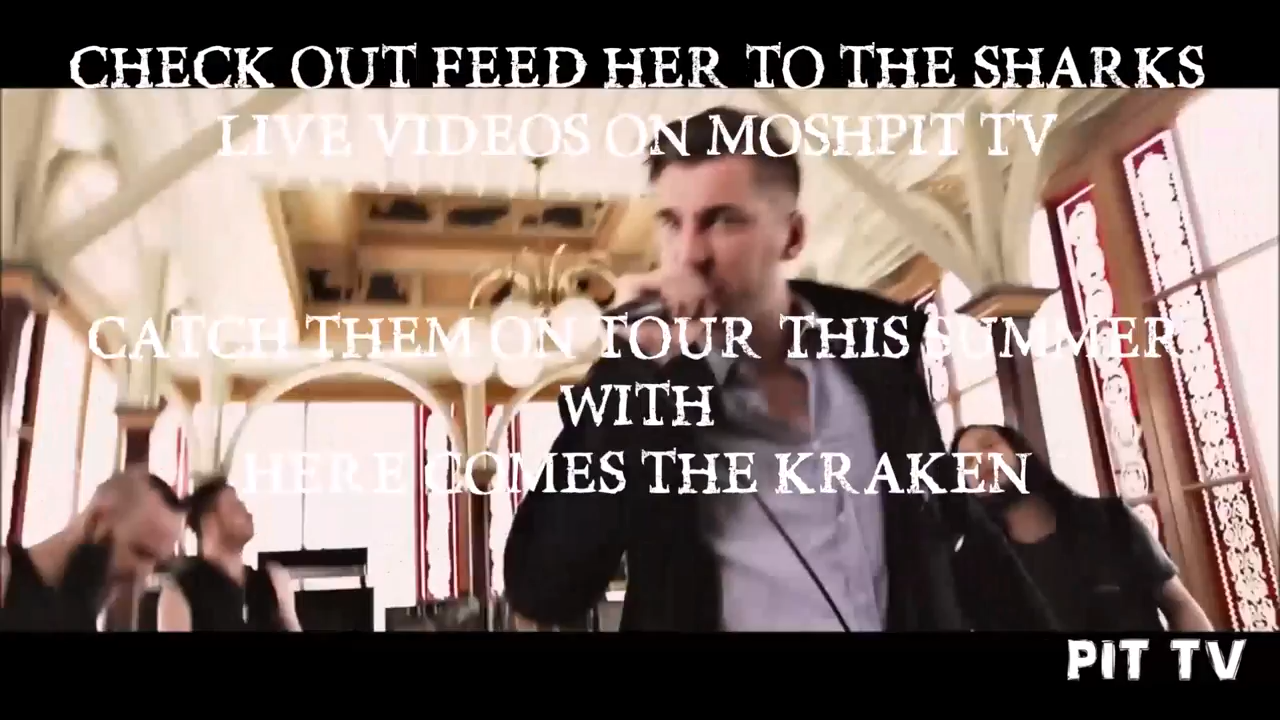 CHECK OUT FEED HER TO THE SHARKS
LIVE VIDEOS ON MOSHPIT TV
CATCH THEM ON TOUR THIS SUMMER
WITH
HERE COMES THE KRAKEN
PIT TV